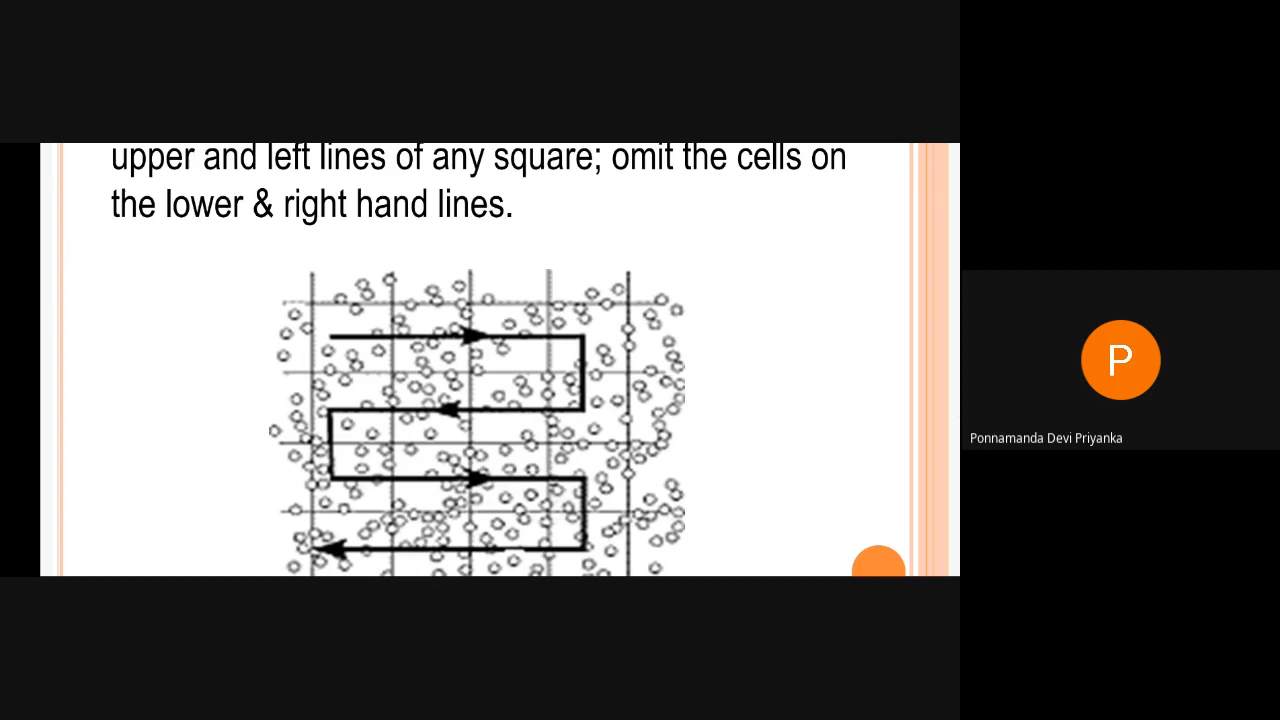 upper and left lines of any square; omit the cells on
the lower & right hand lines.
P
Ponnamanda Devi Priyanka